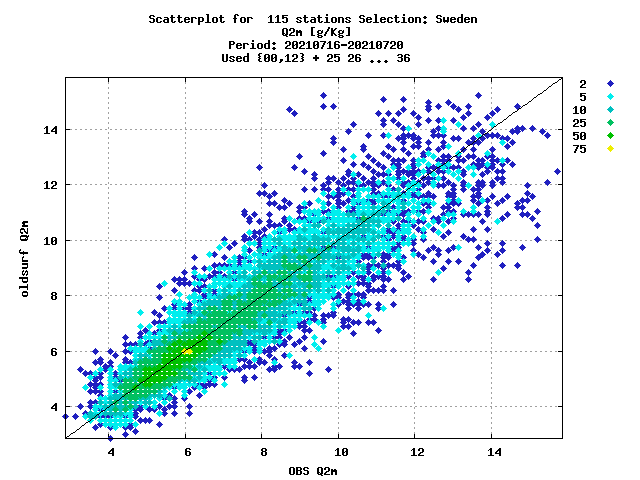 Scatterplot for  115 stations Selection: Sweden
Q2m [g/Kg]
Period: 20210716-20210720
Used {00,12} + 25 26 ... 36
2
5
10
25
50
75
14
12
10
8
6
4
oldsurf Q2m
4 6 8 10 12 14
OBS Q2m